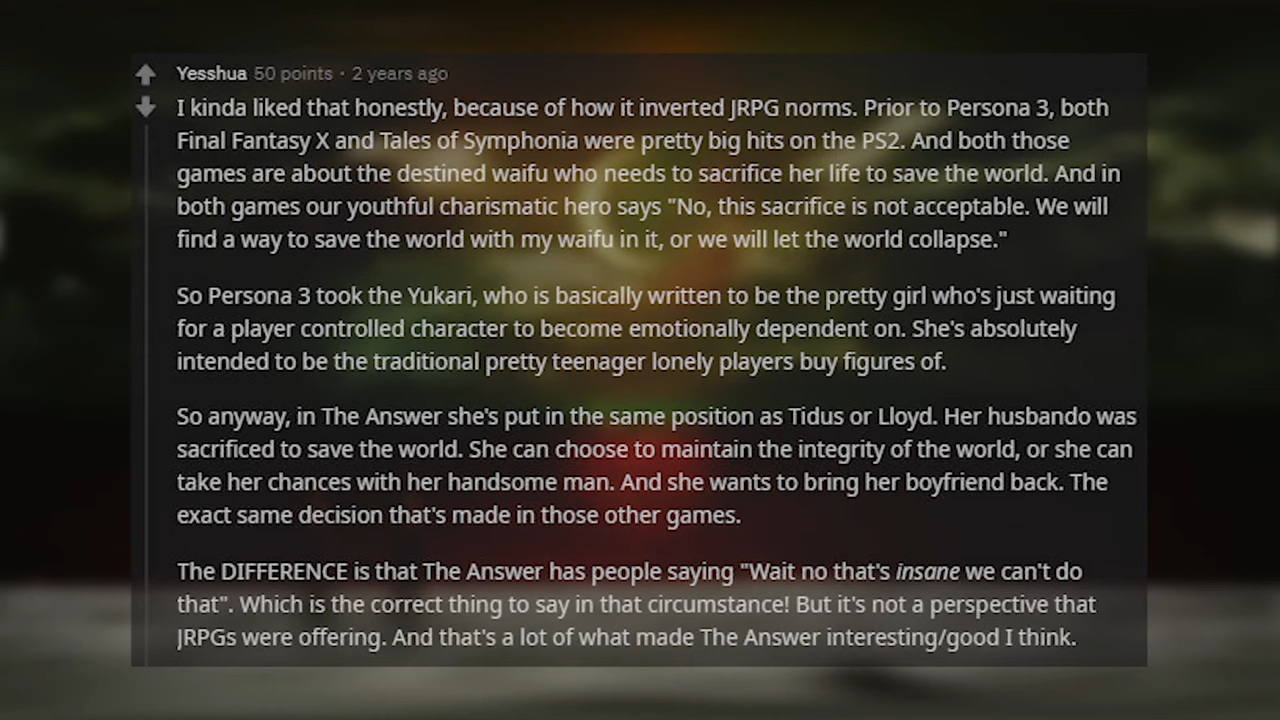 Yesshua 50 points · 2 years ago
I kinda liked that honestly, because of how it inverted JRPG norms. Prior to Persona 3, both
Final Fantasy X and Tales of Symphonia were pretty big hits on the PS2. And both those
games are about the destined waifu who needs to sacrifice her life to save the world. And in
both games our youthful charismatic hero says "No, this sacrifice is not acceptable. We will
find a way to save the world with my waifu in it, or we will let the world collapse."
So Persona 3 took the Yukari, who is basically written to be the pretty girl who's just waiting
for a player controlled character to become emotionally dependent on. She's absolutely
intended to be the traditional pretty teenager lonely players buy figures of.
So anyway, in The Answer she's put in the same position as Tidus or Lloyd. Her husbando was
sacrificed to save the world. She can choose to maintain the integrity of the world, or she can
take her chances with her handsome man. And she wants to bring her boyfriend back. The
exact same decision that's made in those other games.
The DIFFERENCE is that The Answer has people saying "Wait no that's insane we can't do
that". Which is the correct thing to say in that circumstance! But it's not a perspective that
JRPGs were offering. And that's a lot of what made The Answer interesting/good I think.